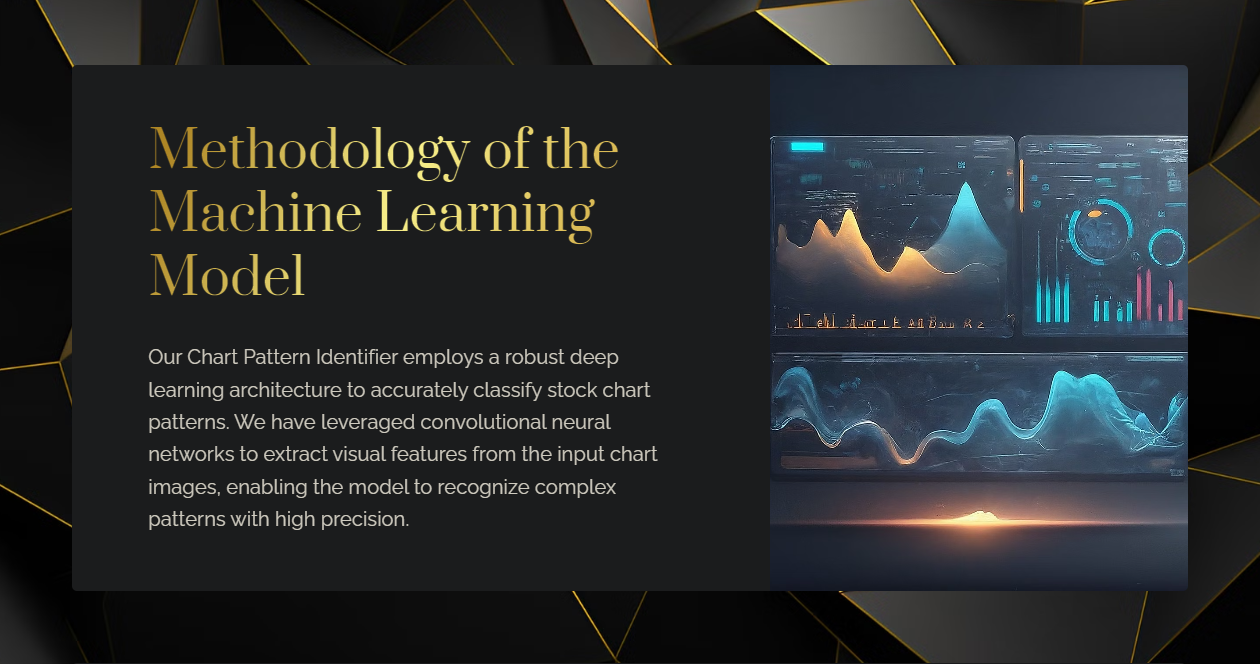 Methodology of the
Machine Learning
Model
Our Chart Pattern Identifier employs a robust deep
learning architecture to accurately classify stock chart
patterns. We have leveraged convolutional neural
networks to extract visual features from the input chart
images, enabling the model to recognize complex
patterns with high precision.